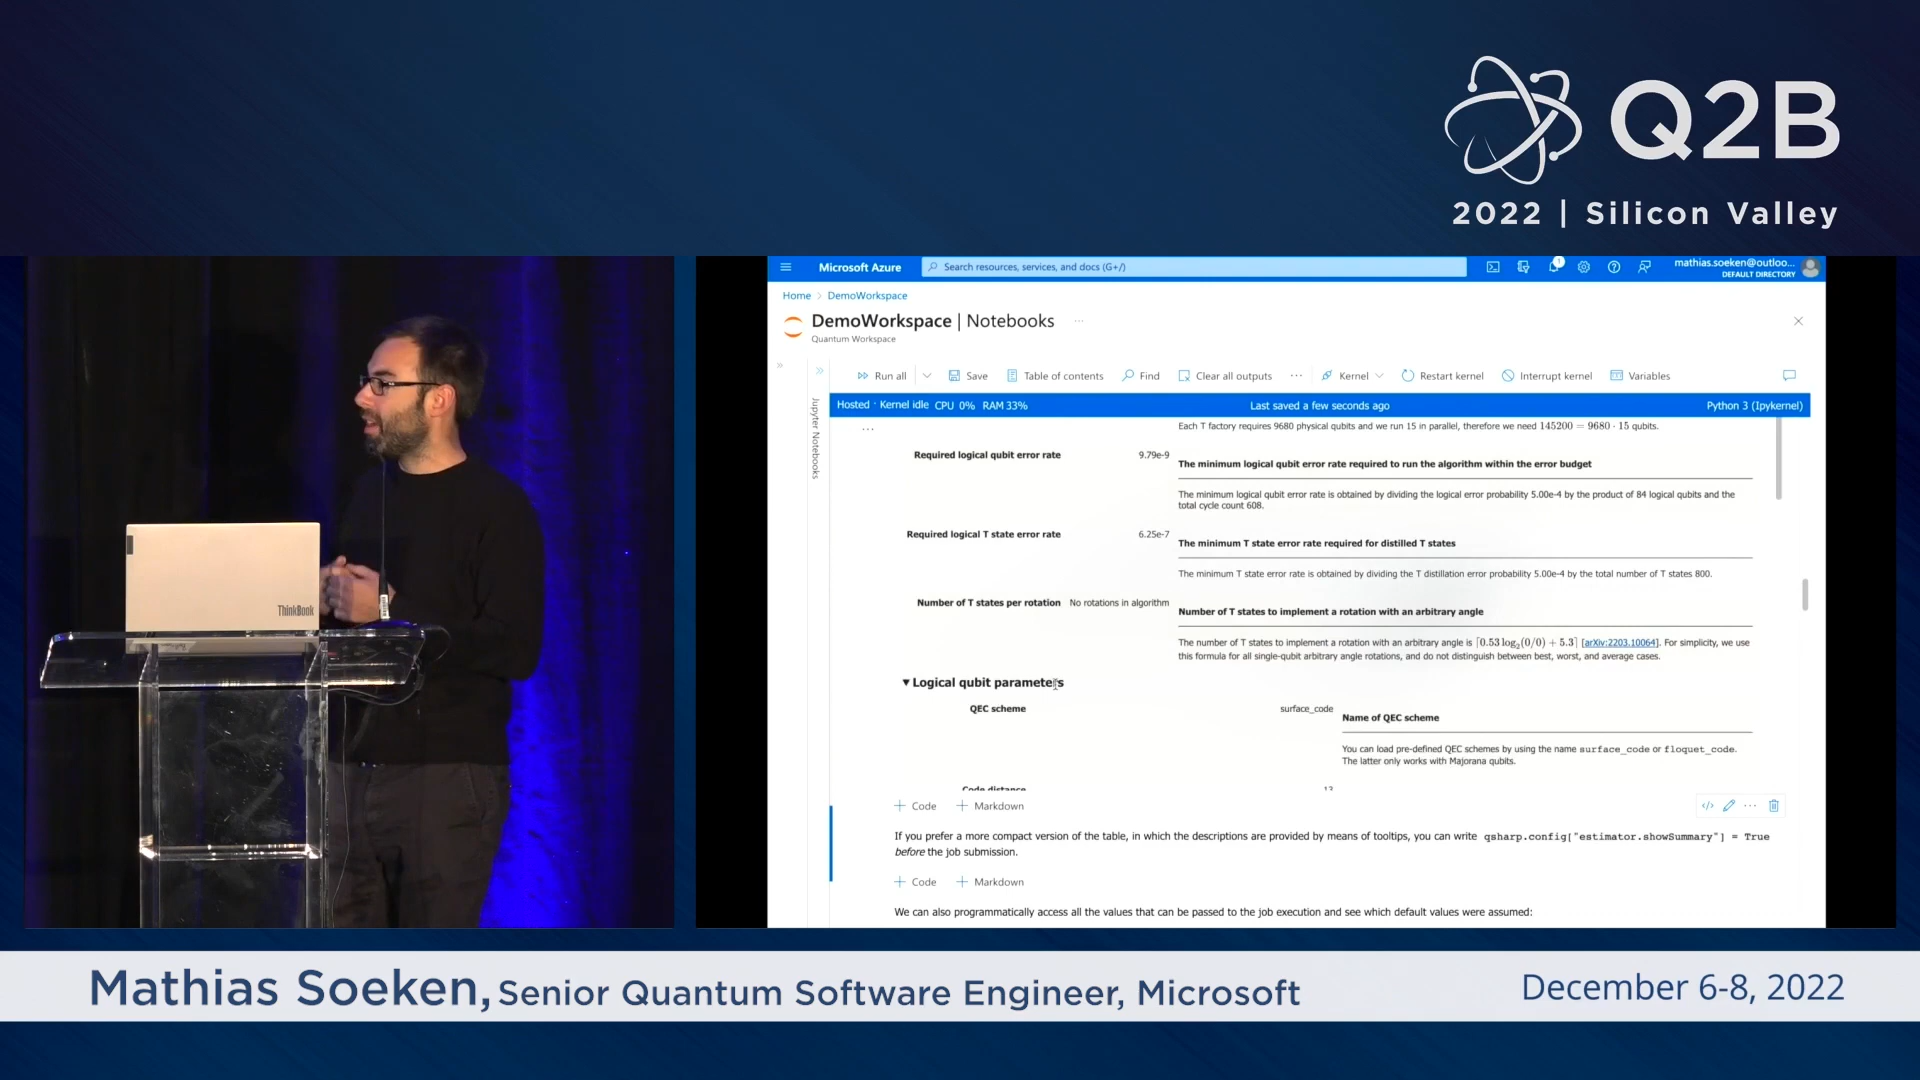 Q2B
2022 | Silicon Valley
Microsoft Azure
Search resources, services, and docs (G+/)
1
mathias.soeken@outloo...
DEFAULT DIRECTORY
Home > DemoWorkspace
DemoWorkspace | Notebooks ...
Quantum Workspace
Run all
Save
Table of contents
Find
Clear all outputs
...
Kernel
Restart kernel
Interrupt kernel
Variables
Jupyter Notebooks
Hosted · Kernel idle CPU 0% RAM 33%
Last saved a few seconds ago
Python 3 (Ipykernel)
...
Each T factory requires 9680 physical qubits and we run 15 in parallel, therefore we need 145200 = 9680 · 15 qubits.
Required logical qubit error rate
9.79e-9
The minimum logical qubit error rate required to run the algorithm within the error budget
The minimum logical qubit error rate is obtained by dividing the logical error probability 5.00e-4 by the product of 84 logical qubits and the
total cycle count 608.
Required logical T state error rate
6.25e-7
The minimum T state error rate required for distilled T states
The minimum T state error rate is obtained by dividing the T distillation error probability 5.00e-4 by the total number of T states 800.
Number of T states per rotation
No rotations in algorithm
Number of T states to implement a rotation with an arbitrary angle
The number of T states to implement a rotation with an arbitrary angle is ⌈0.53 log₂(0/0) + 5.3⌉ [arXiv:2203.10064]. For simplicity, we use
this formula for all single-qubit arbitrary angle rotations, and do not distinguish between best, worst, and average cases.
▼ Logical qubit parameters
QEC scheme
surface_code
Name of QEC scheme
You can load pre-defined QEC schemes by using the name surface_code or floquet_code.
The latter only works with Majorana qubits.
Code distance
13
+ Code + Markdown
If you prefer a more compact version of the table, in which the descriptions are provided by means of tooltips, you can write qsharp.config["estimator.showSummary"] = True
before the job submission.
+ Code + Markdown
We can also programmatically access all the values that can be passed to the job execution and see which default values were assumed:
ThinkBook
Mathias Soeken, Senior Quantum Software Engineer, Microsoft
December 6-8, 2022